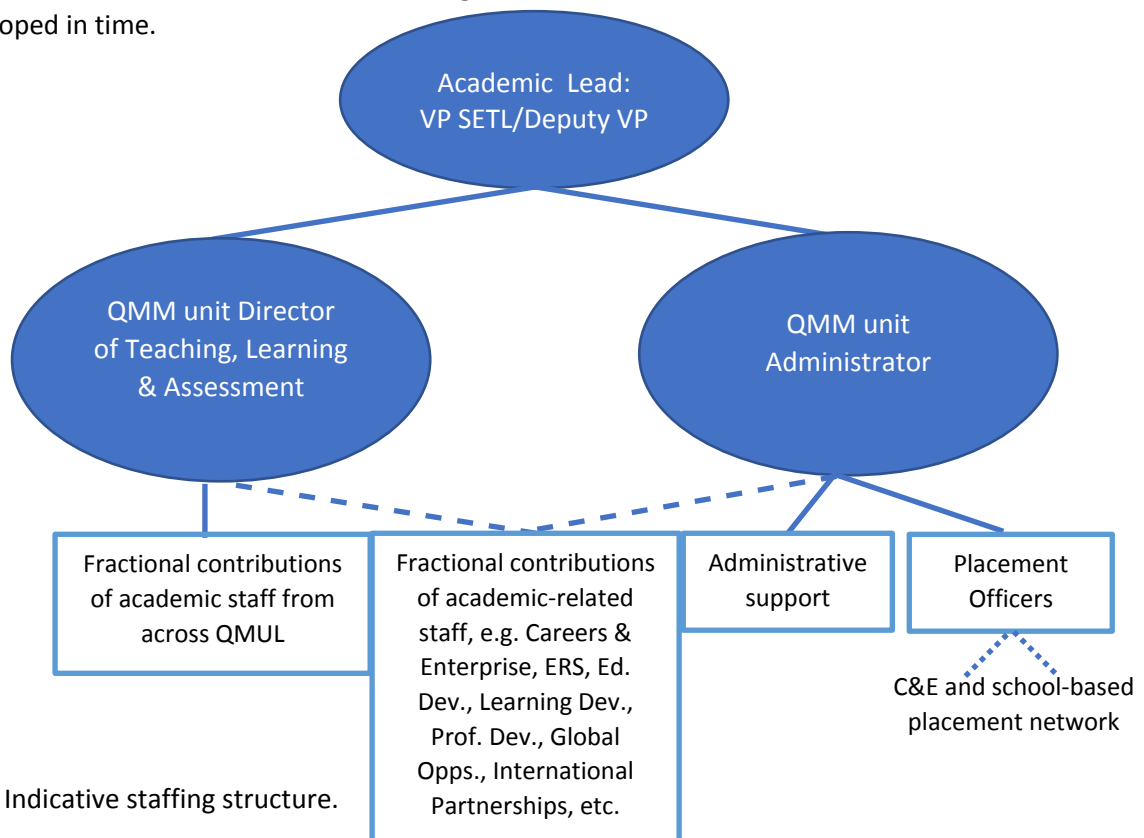 oped in time.
Academic Lead:
VP SETL/Deputy VP
QMM unit Director
of Teaching, Learning
& Assessment
QMM unit
Administrator
Fractional contributions
of academic staff from
across QMUL
Fractional contributions
of academic-related
staff, e.g. Careers &
Enterprise, ERS, Ed.
Dev., Learning Dev.,
Prof. Dev., Global
Opps., International
Partnerships, etc.
Administrative
support
Placement
Officers
C&E and school-based
placement network
Indicative staffing structure.